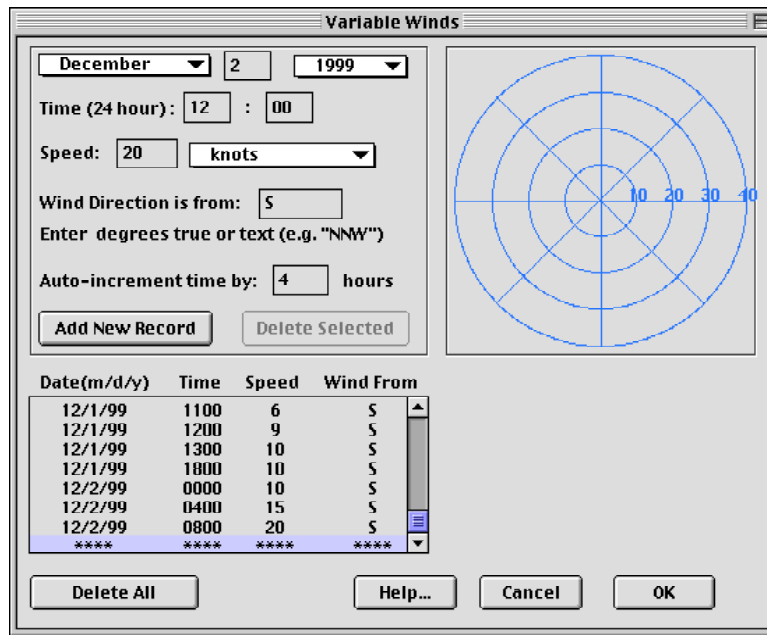 Variable Winds
December 2 1999
Time (24 hour): 12 : 00
Speed: 20 knots
Wind Direction is from: S
Enter degrees true or text (e.g. "NNW")
Auto-increment time by: 4 hours
Add New Record Delete Selected
10 20 30 40
Date(m/d/y) Time Speed Wind From
12/1/99 1100 6 S
12/1/99 1200 9 S
12/1/99 1300 10 S
12/1/99 1800 10 S
12/2/99 0000 10 S
12/2/99 0400 15 S
12/2/99 0800 20 S
**** **** **** ****
Delete All Help... Cancel OK